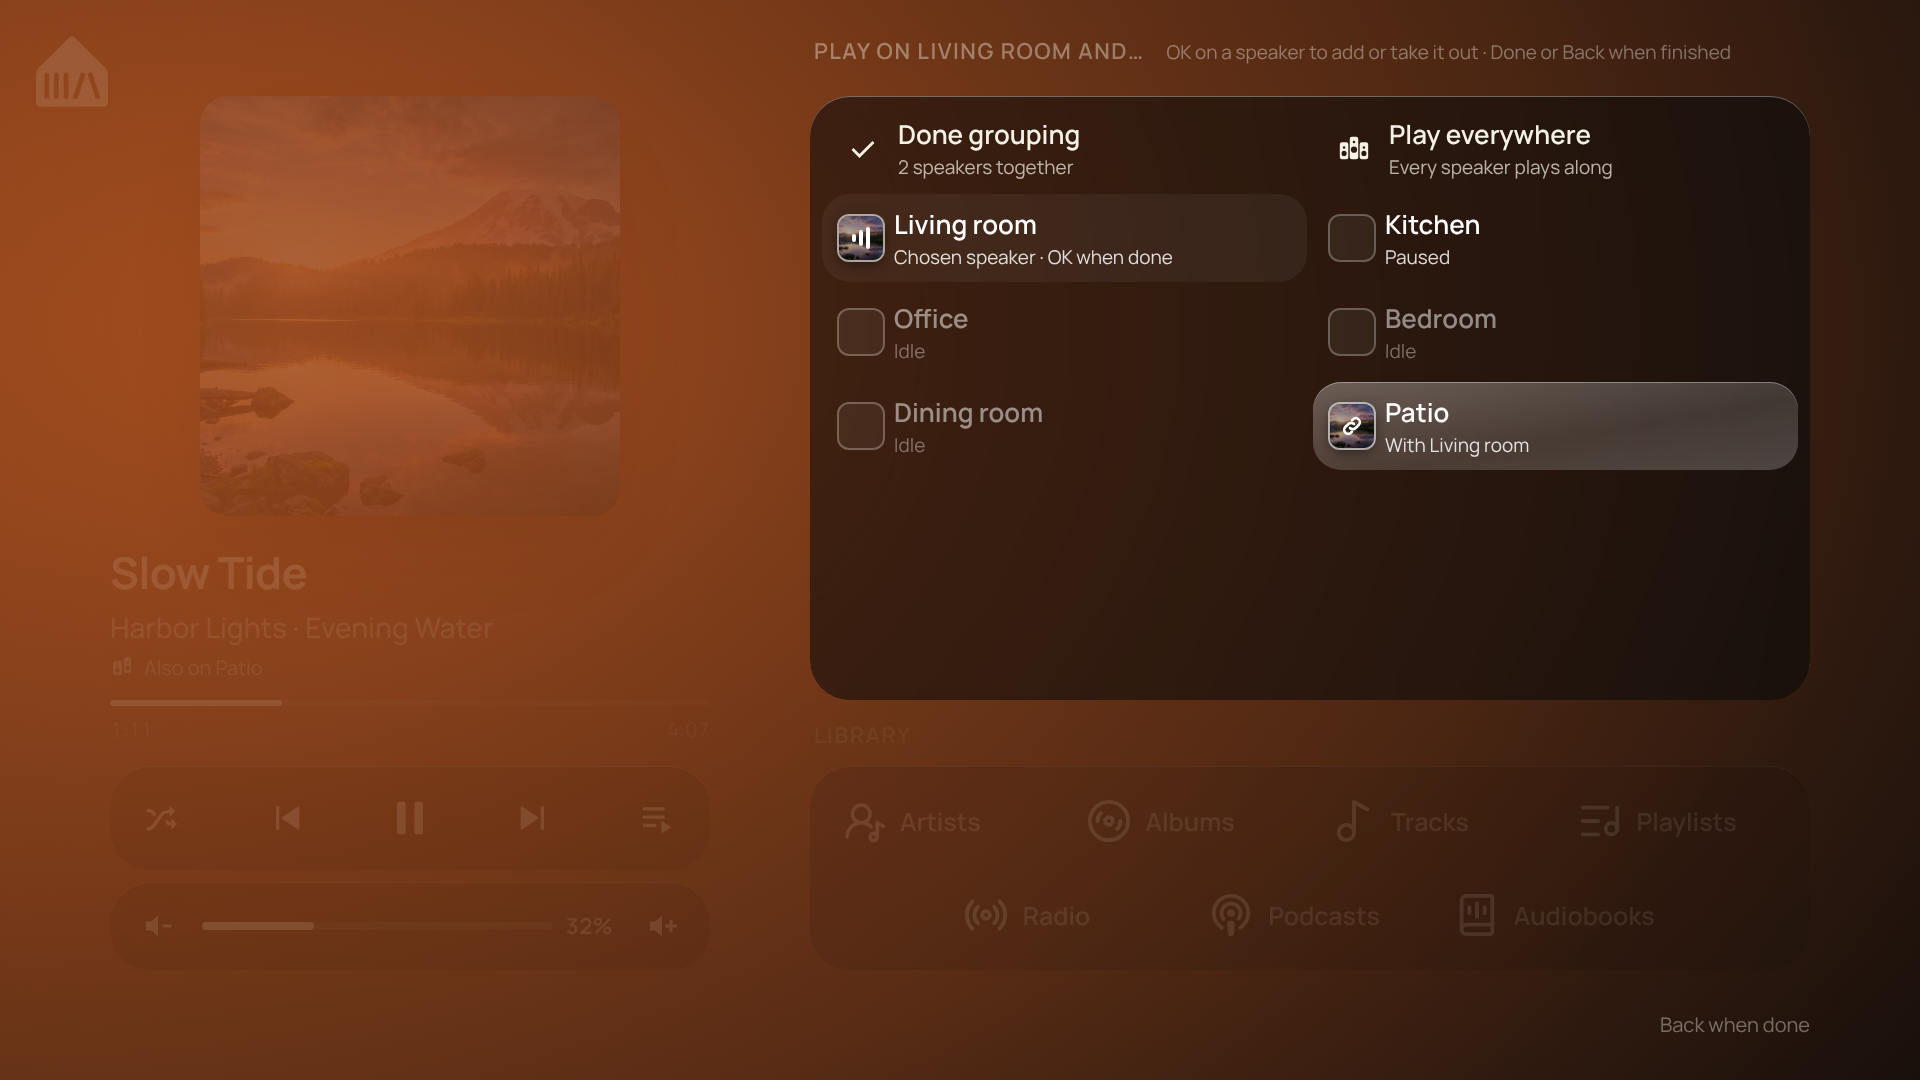 PLAY ON LIVING ROOM AND...
OK on a speaker to add or take it out · Done or Back when finished
Done grouping
2 speakers together
Play everywhere
Every speaker plays along
Living room
Chosen speaker · OK when done
Kitchen
Paused
Office
Idle
Bedroom
Idle
Dining room
Idle
Patio
With Living room
Slow Tide
Harbor Lights · Evening Water
Also on Patio
1:11
4:07
32%
LIBRARY
Artists
Albums
Tracks
Playlists
Radio
Podcasts
Audiobooks
Back when done